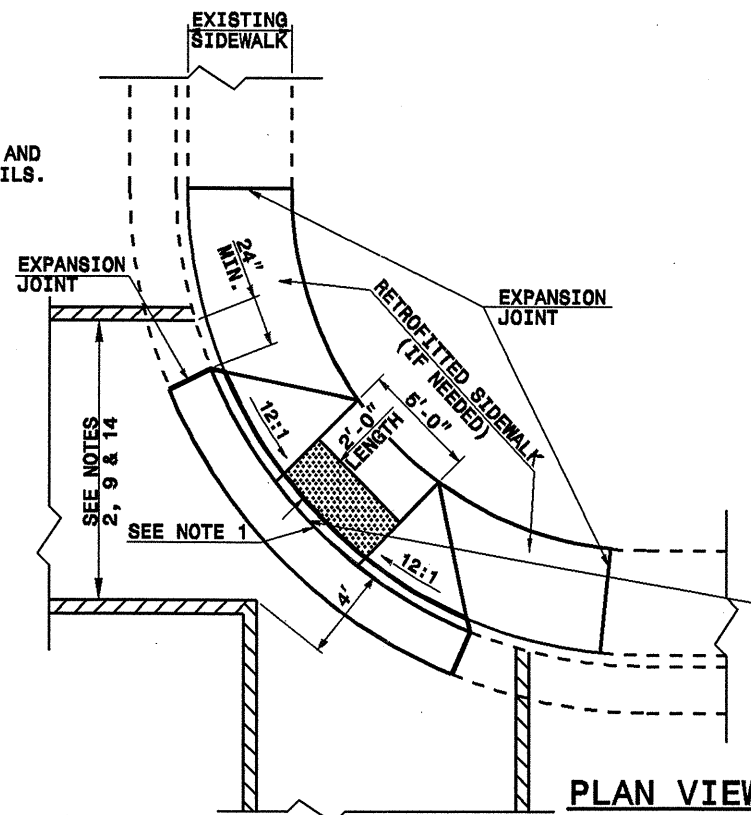 EXISTING
SIDEWALK
AND
ILS.
24"
MIN.
EXPANSION
JOINT
EXPANSION
JOINT
RETROFITTED SIDEWALK
(IF NEEDED)
5'-0"
2'-0"
LENGTH
12:1
SEE NOTES
2, 9 & 14
SEE NOTE 1
12:1
4'
PLAN VIEW